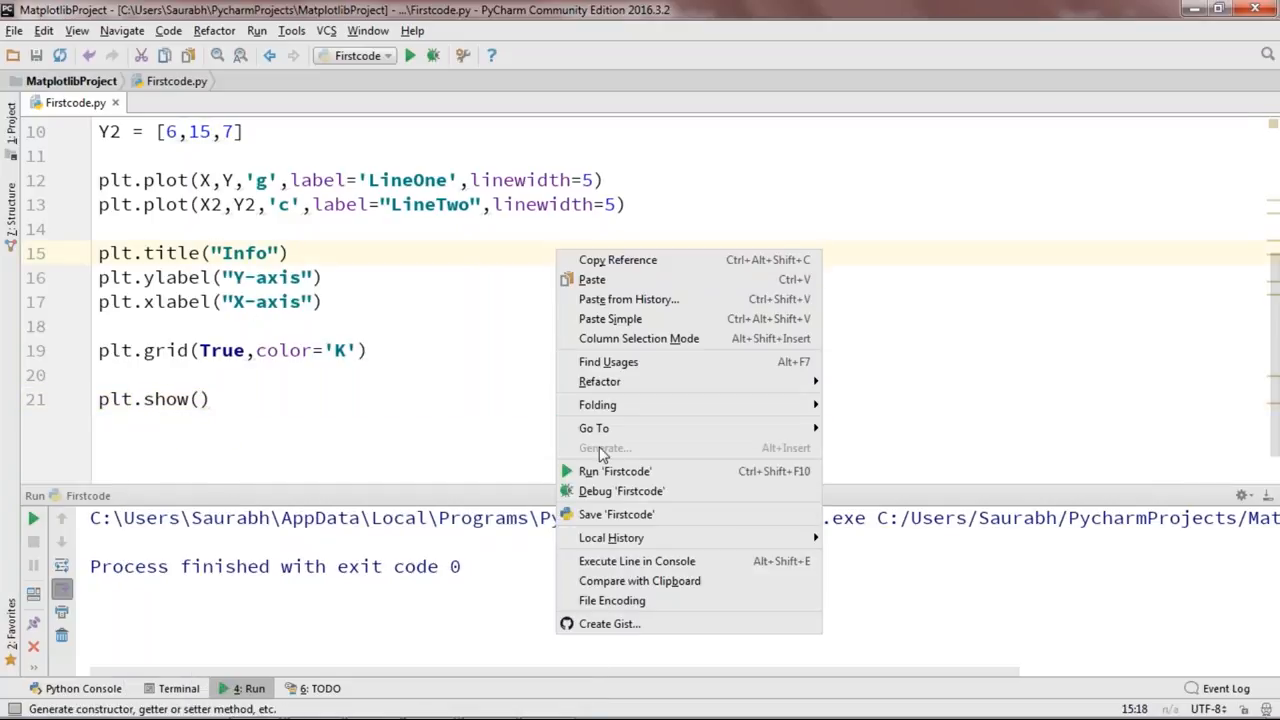 MatplotlibProject - [C:\Users\Saurabh\PycharmProjects\MatplotlibProject] - ...\Firstcode.py - PyCharm Community Edition 2016.3.2
File Edit View Navigate Code Refactor Run Tools VCS Window Help
Firstcode
MatplotlibProject Firstcode.py
Firstcode.py
1: Project
2: Structure
2: Favorites
10 Y2 = [6,15,7]
11
12 plt.plot(X,Y,'g',label='LineOne',linewidth=5)
13 plt.plot(X2,Y2,'c',label="LineTwo",linewidth=5)
14
15 plt.title("Info")
16 plt.ylabel("Y-axis")
17 plt.xlabel("X-axis")
18
19 plt.grid(True,color='K')
20
21 plt.show()
Copy Reference Ctrl+Alt+Shift+C
Paste Ctrl+V
Paste from History... Ctrl+Shift+V
Paste Simple Ctrl+Alt+Shift+V
Column Selection Mode Alt+Shift+Insert
Find Usages Alt+F7
Refactor
Folding
Go To
Generate... Alt+Insert
Run 'Firstcode' Ctrl+Shift+F10
Debug 'Firstcode'
Save 'Firstcode'
Local History
Execute Line in Console Alt+Shift+E
Compare with Clipboard
File Encoding
Create Gist...
Run Firstcode
C:\Users\Saurabh\AppData\Local\Programs\Py .exe C:/Users/Saurabh/PycharmProjects/Mat
Process finished with exit code 0
Python Console Terminal 4: Run 6: TODO Event Log
Generate constructor, getter or setter method, etc. 15:18 n/a UTF-8